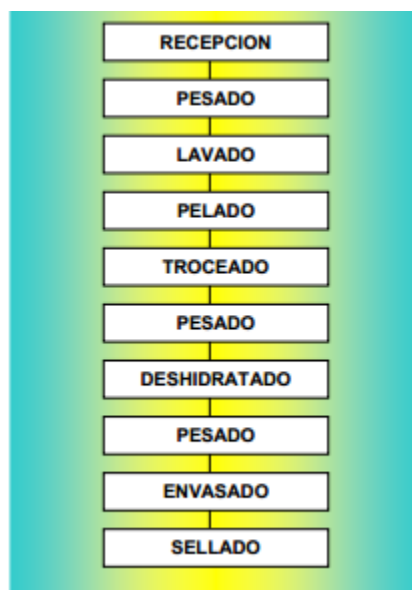 RECEPCION
PESADO
LAVADO
PELADO
TROCEADO
PESADO
DESHIDRATADO
PESADO
ENVASADO
SELLADO